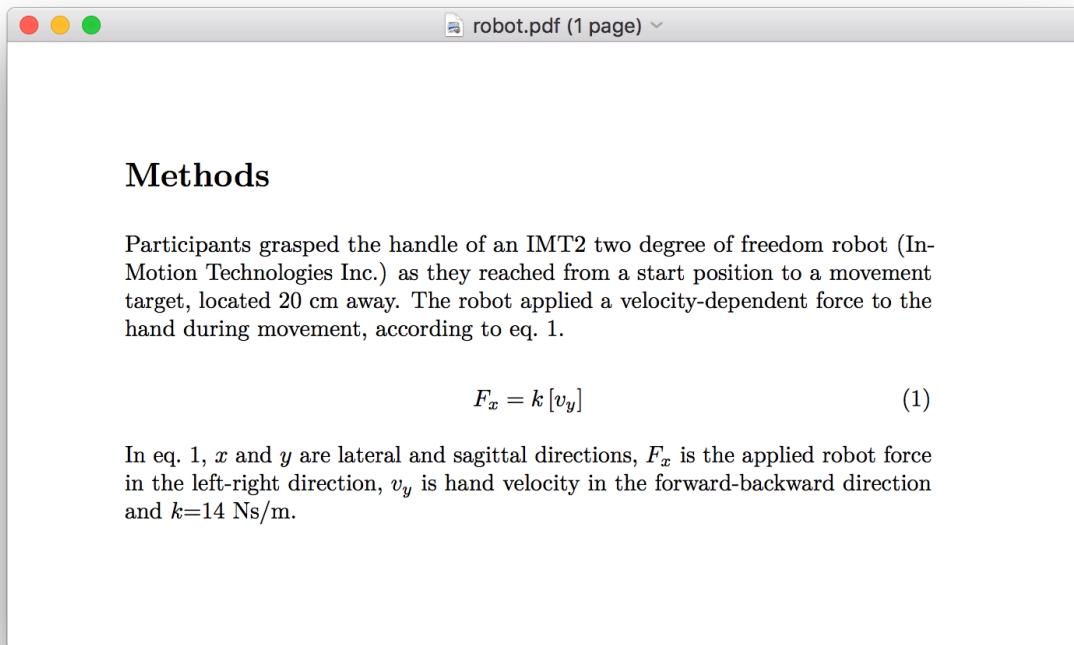 robot.pdf (1 page)
Methods
Participants grasped the handle of an IMT2 two degree of freedom robot (In-
Motion Technologies Inc.) as they reached from a start position to a movement
target, located 20 cm away. The robot applied a velocity-dependent force to the
hand during movement, according to eq. 1.
Fₓ = k [v_y] (1)
In eq. 1, x and y are lateral and sagittal directions, Fₓ is the applied robot force
in the left-right direction, v_y is hand velocity in the forward-backward direction
and k=14 Ns/m.